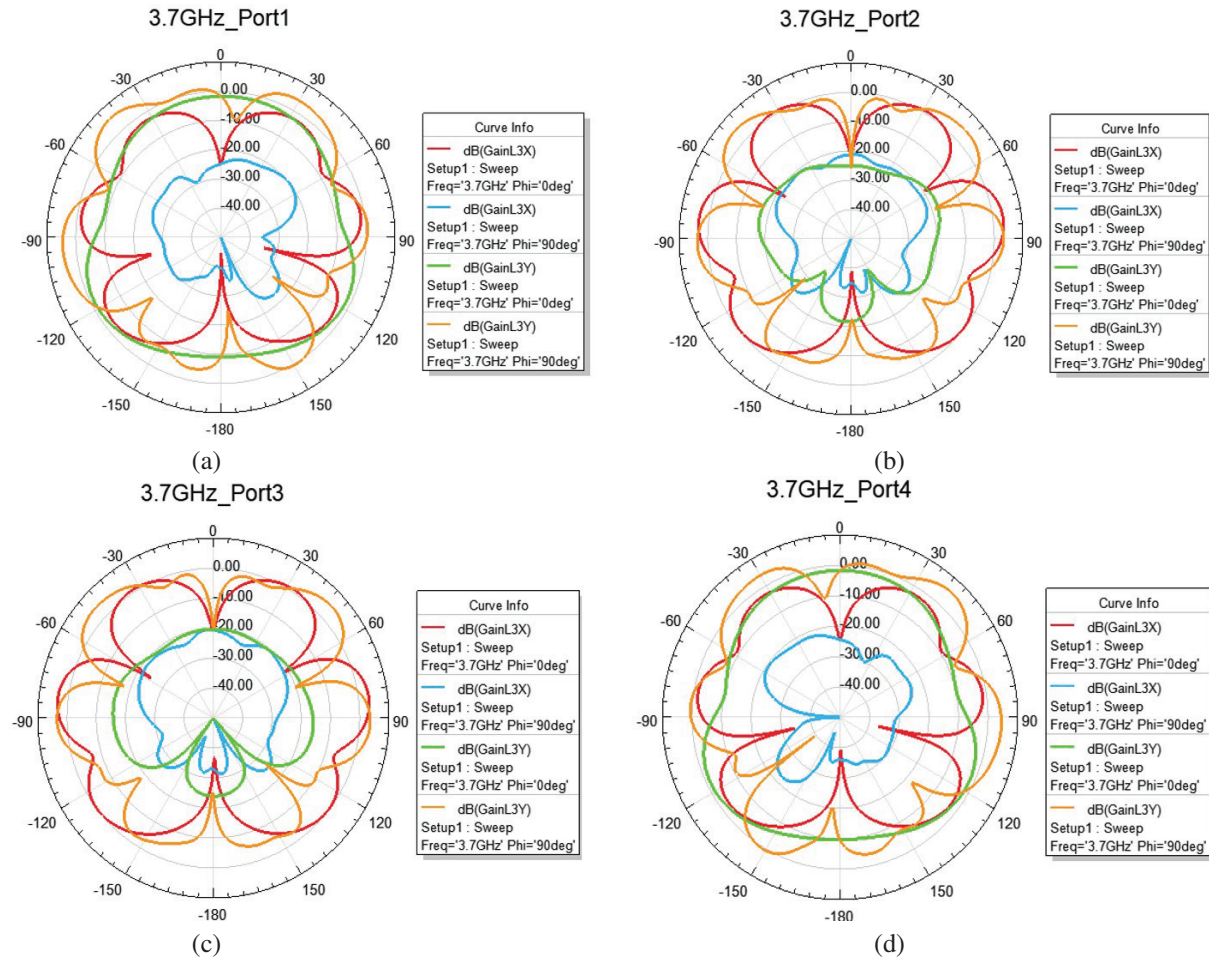 3.7GHz_Port1
0
-30
30
0.00
-10.00
-20.00
-30.00
-40.00
-60
60
-90
90
-120
120
-150
150
-180
Curve Info
dB(GainL3X)
Setup1 : Sweep
Freq='3.7GHz' Phi='0deg'
dB(GainL3X)
Setup1 : Sweep
Freq='3.7GHz' Phi='90deg'
dB(GainL3Y)
Setup1 : Sweep
Freq='3.7GHz' Phi='0deg'
dB(GainL3Y)
Setup1 : Sweep
Freq='3.7GHz' Phi='90deg'
(a)
3.7GHz_Port2
0
-30
30
0.00
-10.00
-20.00
-30.00
-40.00
-60
60
-90
90
-120
120
-150
150
-180
Curve Info
dB(GainL3X)
Setup1 : Sweep
Freq='3.7GHz' Phi='0deg'
dB(GainL3X)
Setup1 : Sweep
Freq='3.7GHz' Phi='90deg'
dB(GainL3Y)
Setup1 : Sweep
Freq='3.7GHz' Phi='0deg'
dB(GainL3Y)
Setup1 : Sweep
Freq='3.7GHz' Phi='90deg'
(b)
3.7GHz_Port3
0
-30
30
0.00
-10.00
-20.00
-30.00
-40.00
-60
60
-90
90
-120
120
-150
150
-180
Curve Info
dB(GainL3X)
Setup1 : Sweep
Freq='3.7GHz' Phi='0deg'
dB(GainL3X)
Setup1 : Sweep
Freq='3.7GHz' Phi='90deg'
dB(GainL3Y)
Setup1 : Sweep
Freq='3.7GHz' Phi='0deg'
dB(GainL3Y)
Setup1 : Sweep
Freq='3.7GHz' Phi='90deg'
(c)
3.7GHz_Port4
0
-30
30
0.00
-10.00
-20.00
-30.00
-40.00
-60
60
-90
90
-120
120
-150
150
-180
Curve Info
dB(GainL3X)
Setup1 : Sweep
Freq='3.7GHz' Phi='0deg'
dB(GainL3X)
Setup1 : Sweep
Freq='3.7GHz' Phi='90deg'
dB(GainL3Y)
Setup1 : Sweep
Freq='3.7GHz' Phi='0deg'
dB(GainL3Y)
Setup1 : Sweep
Freq='3.7GHz' Phi='90deg'
(d)